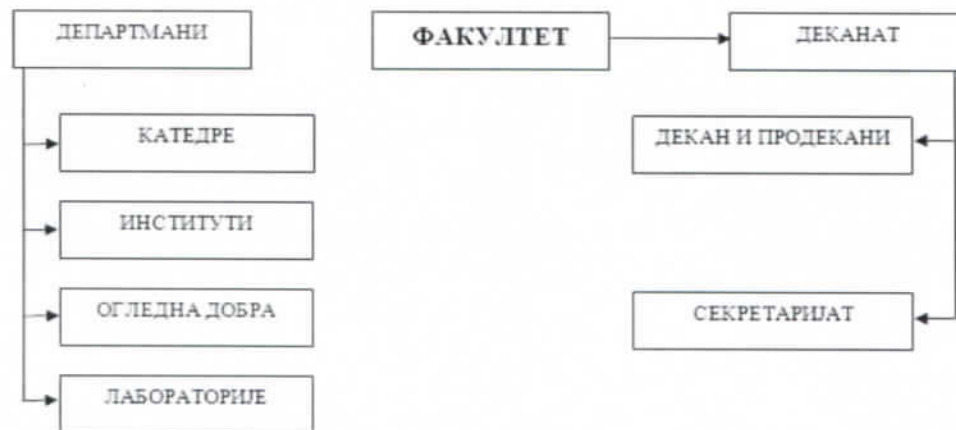 ДЕПАРТМАНИ
ФАКУЛТЕТ
ДЕКАНАТ
КАТЕДРЕ
ДЕКАН И ПРОДЕКАНИ
ИНСТИТУТИ
ОГЛЕДНА ДОБРА
СЕКРЕТАРИЈАТ
ЛАБОРАТОРИЈЕ